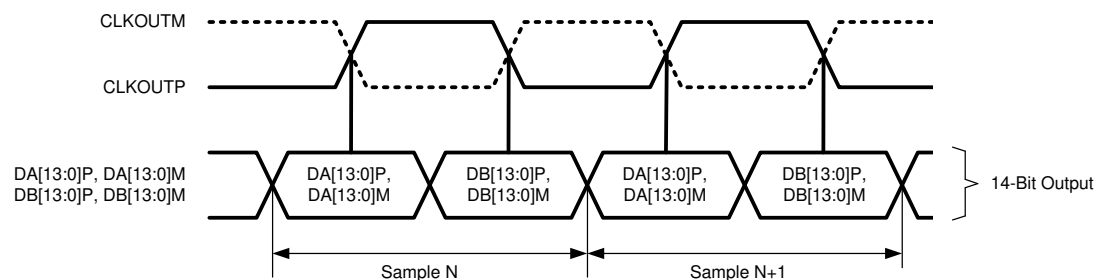 CLKOUTM
CLKOUTP
DA[13:0]P, DA[13:0]M
DB[13:0]P, DB[13:0]M
DA[13:0]P,
DA[13:0]M
DB[13:0]P,
DB[13:0]M
DA[13:0]P,
DA[13:0]M
DB[13:0]P,
DB[13:0]M
14-Bit Output
Sample N
Sample N+1